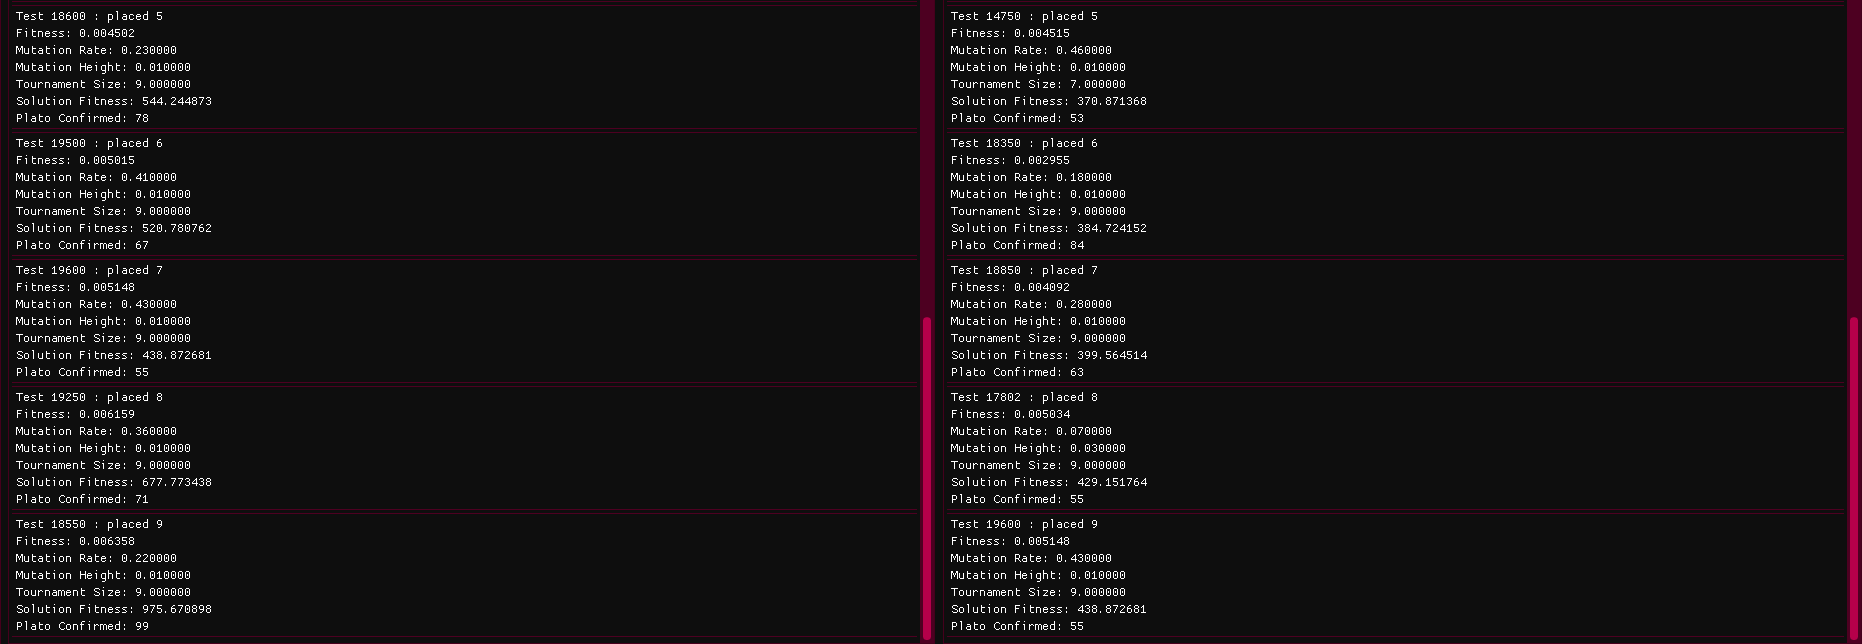 Test 18600 : placed 5
Fitness: 0.004502
Mutation Rate: 0.230000
Mutation Height: 0.010000
Tournament Size: 9.000000
Solution Fitness: 544.244873
Plato Confirmed: 78
Test 19500 : placed 6
Fitness: 0.005015
Mutation Rate: 0.410000
Mutation Height: 0.010000
Tournament Size: 9.000000
Solution Fitness: 520.780762
Plato Confirmed: 67
Test 19600 : placed 7
Fitness: 0.005148
Mutation Rate: 0.430000
Mutation Height: 0.010000
Tournament Size: 9.000000
Solution Fitness: 438.872681
Plato Confirmed: 55
Test 19250 : placed 8
Fitness: 0.006159
Mutation Rate: 0.360000
Mutation Height: 0.010000
Tournament Size: 9.000000
Solution Fitness: 677.773438
Plato Confirmed: 71
Test 18550 : placed 9
Fitness: 0.006358
Mutation Rate: 0.220000
Mutation Height: 0.010000
Tournament Size: 9.000000
Solution Fitness: 975.670898
Plato Confirmed: 99
Test 14750 : placed 5
Fitness: 0.004515
Mutation Rate: 0.460000
Mutation Height: 0.010000
Tournament Size: 7.000000
Solution Fitness: 370.871368
Plato Confirmed: 53
Test 18350 : placed 6
Fitness: 0.002955
Mutation Rate: 0.180000
Mutation Height: 0.010000
Tournament Size: 9.000000
Solution Fitness: 384.724152
Plato Confirmed: 84
Test 18850 : placed 7
Fitness: 0.004092
Mutation Rate: 0.280000
Mutation Height: 0.010000
Tournament Size: 9.000000
Solution Fitness: 399.564514
Plato Confirmed: 63
Test 17802 : placed 8
Fitness: 0.005034
Mutation Rate: 0.070000
Mutation Height: 0.030000
Tournament Size: 9.000000
Solution Fitness: 429.151764
Plato Confirmed: 55
Test 19600 : placed 9
Fitness: 0.005148
Mutation Rate: 0.430000
Mutation Height: 0.010000
Tournament Size: 9.000000
Solution Fitness: 438.872681
Plato Confirmed: 55